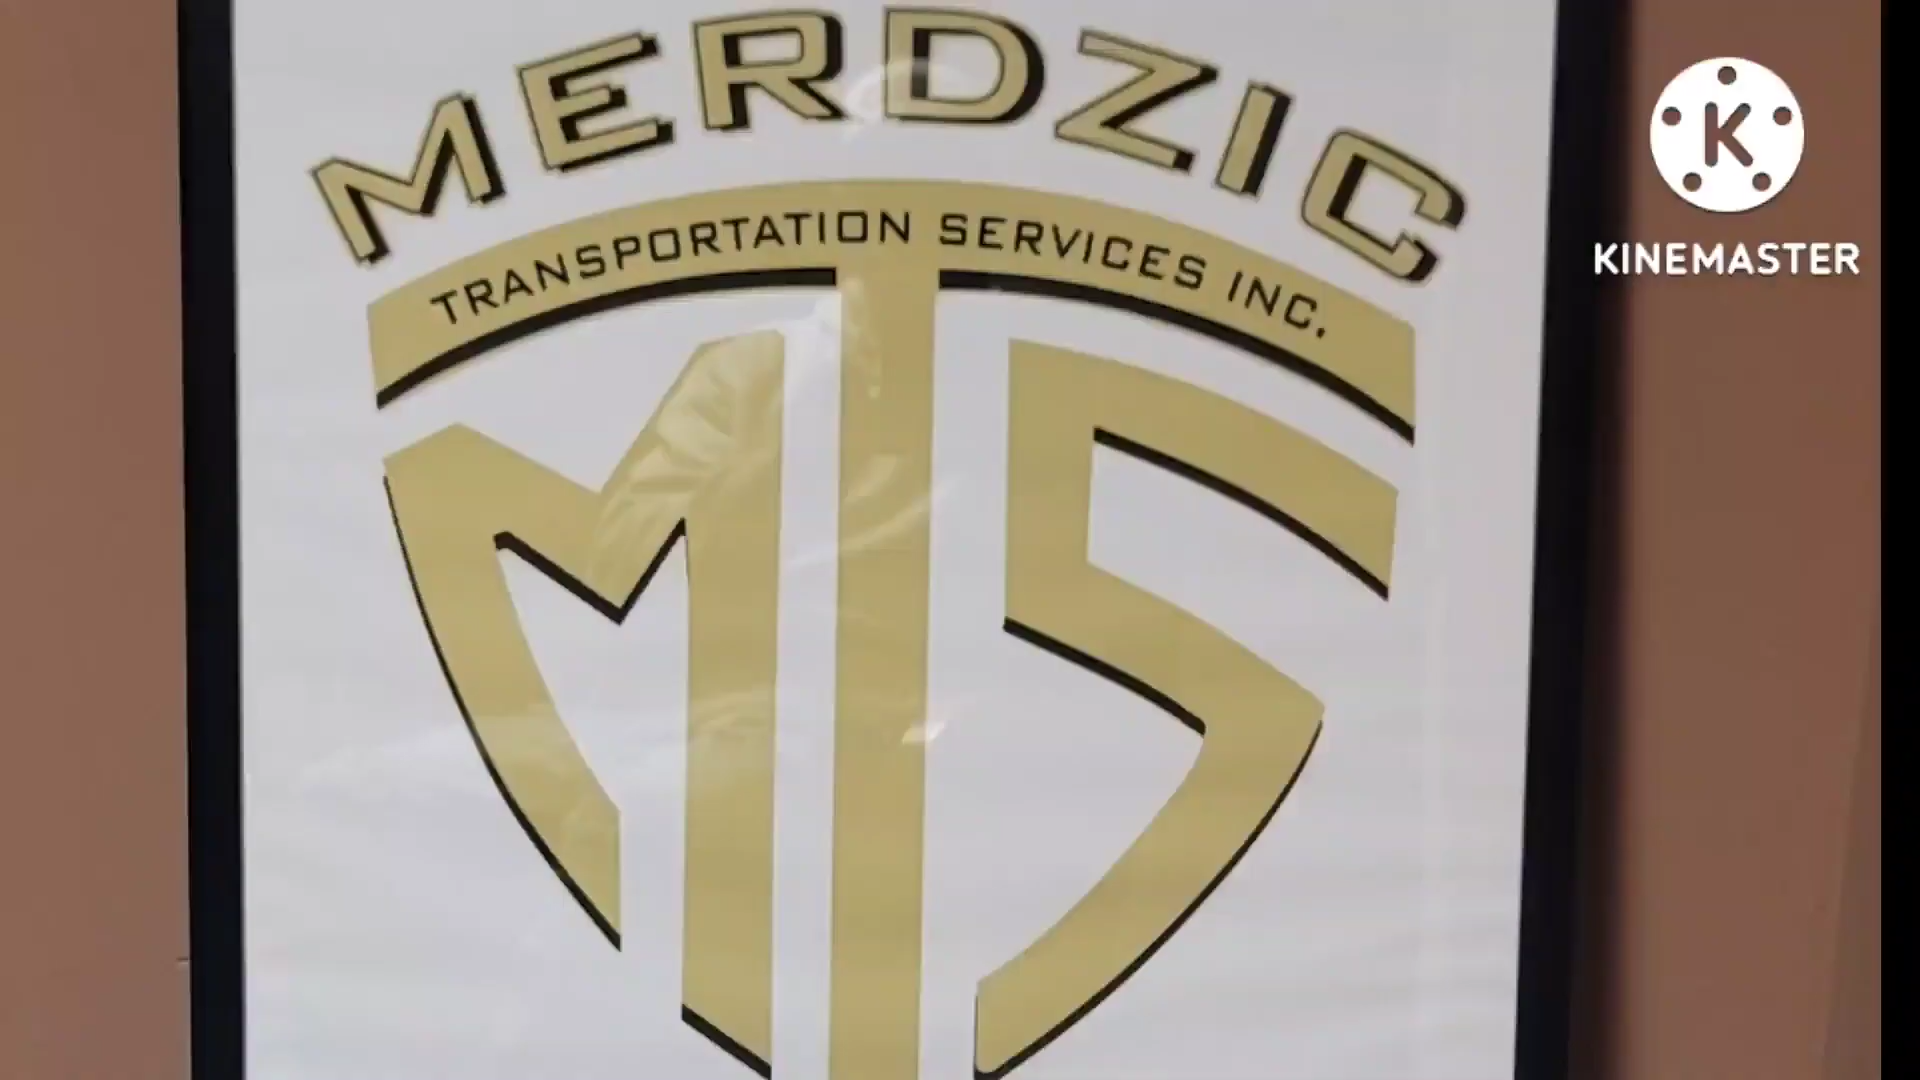 MERDZIC
TRANSPORTATION SERVICES INC.
MTS
K
KINEMASTER